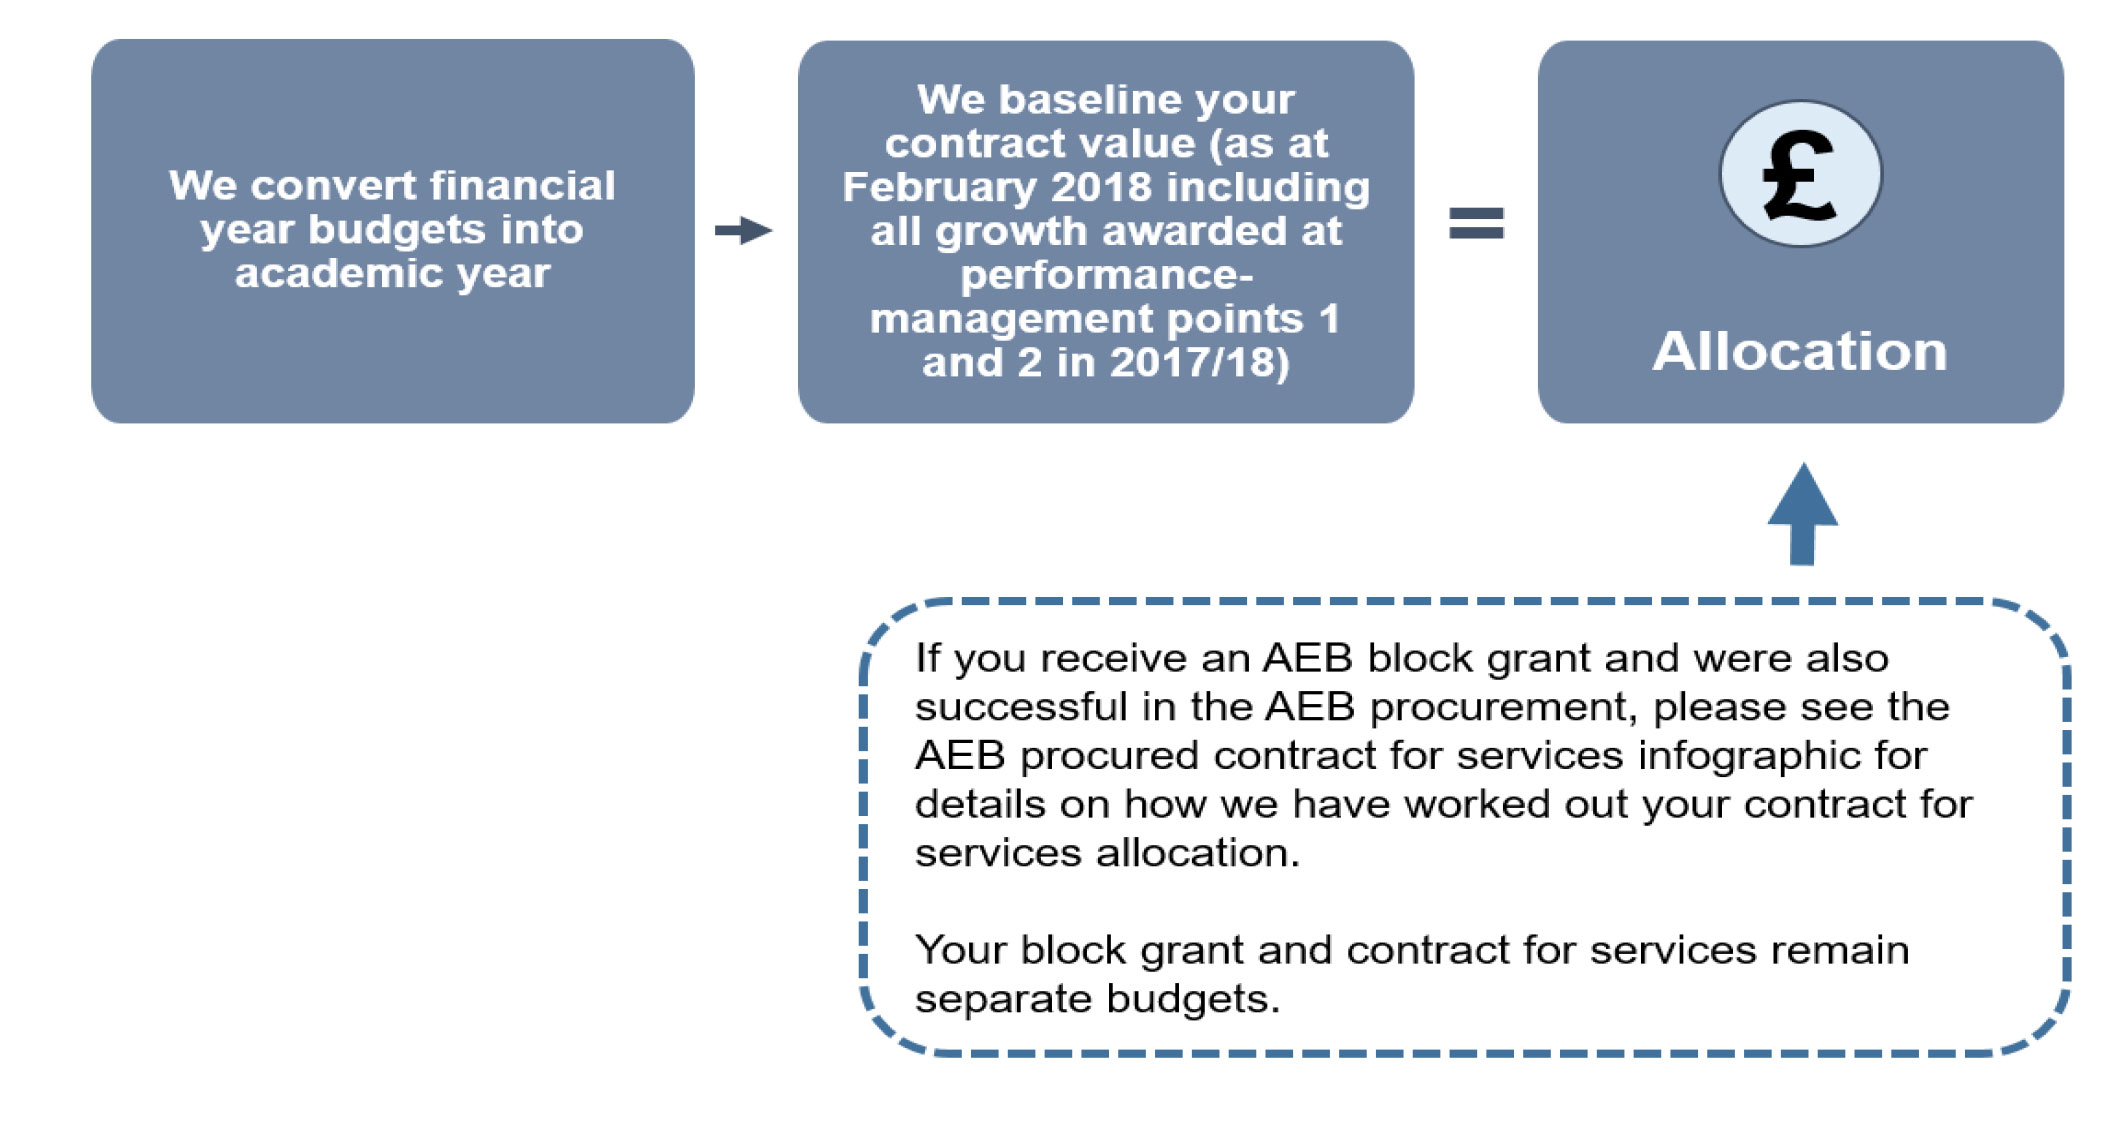 We convert financial
year budgets into
academic year
We baseline your
contract value (as at
February 2018 including
all growth awarded at
performance-
management points 1
and 2 in 2017/18)
=
£
Allocation
If you receive an AEB block grant and were also
successful in the AEB procurement, please see the
AEB procured contract for services infographic for
details on how we have worked out your contract for
services allocation.
Your block grant and contract for services remain
separate budgets.